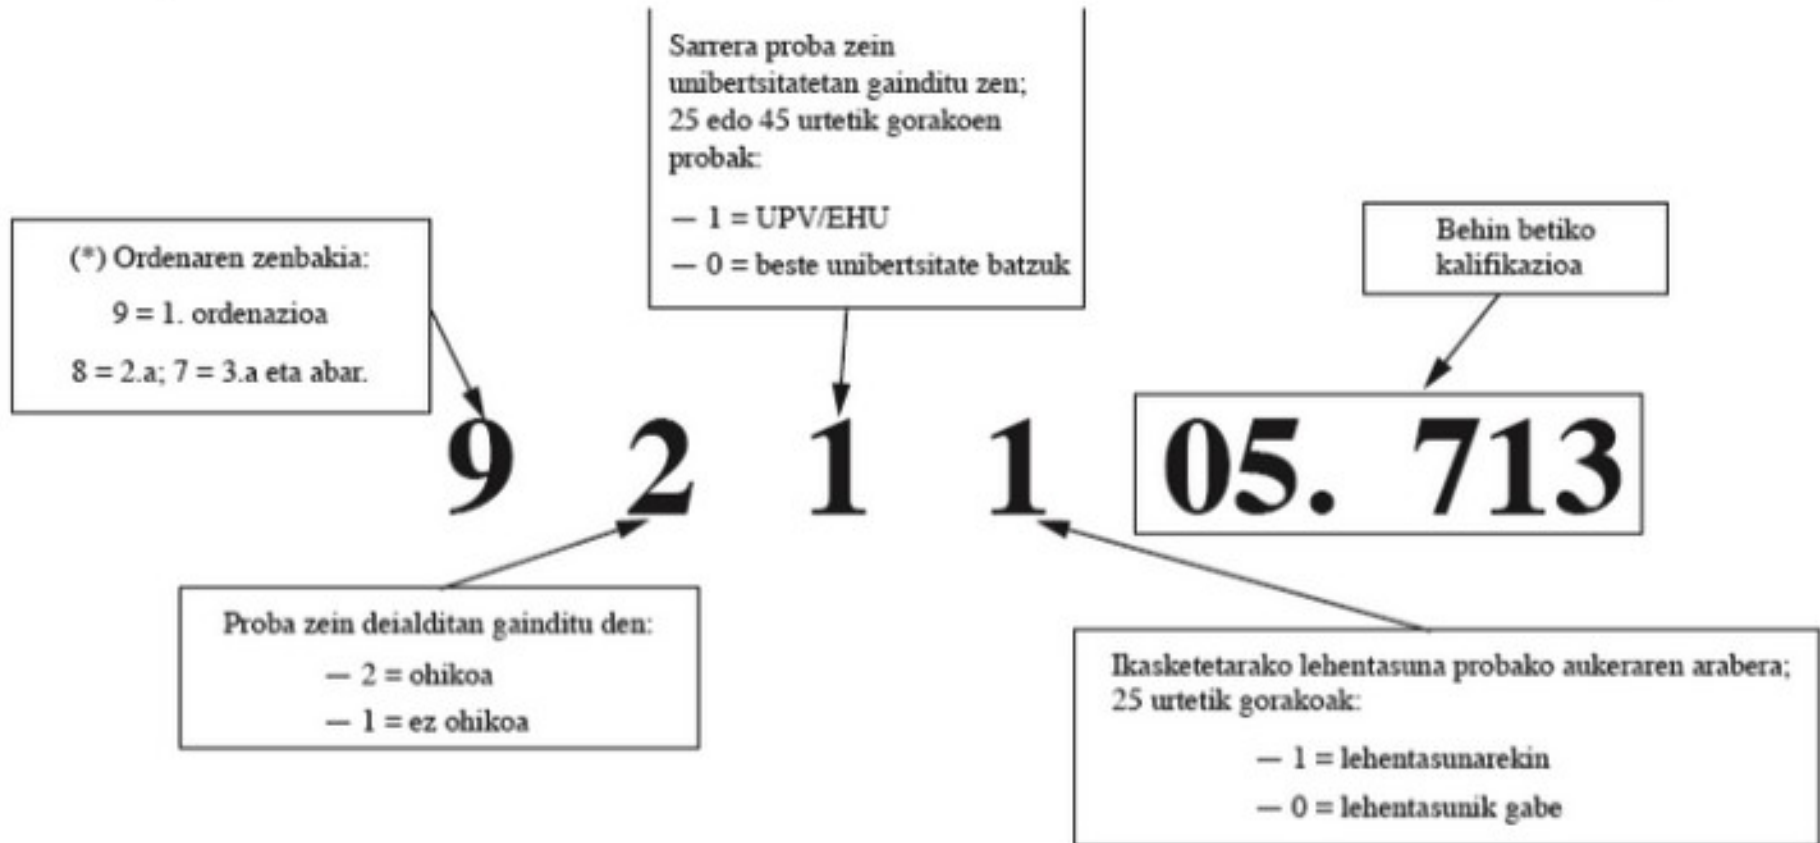 Sarrera proba zein
unibertsitatetan gainditu zen;
25 edo 45 urtetik gorakoen
probak:
— 1 = UPV/EHU
— 0 = beste unibertsitate batzuk
(*) Ordenaren zenbakia:
9 = 1. ordenazioa
8 = 2.a; 7 = 3.a eta abar.
Behin betiko
kalifikazioa
9 2 1 1 05. 713
Proba zein deialditan gainditu den:
— 2 = ohikoa
— 1 = ez ohikoa
Ikasketetarako lehentasuna probako aukeraren arabera;
25 urtetik gorakoak:
— 1 = lehentasunarekin
— 0 = lehentasunik gabe